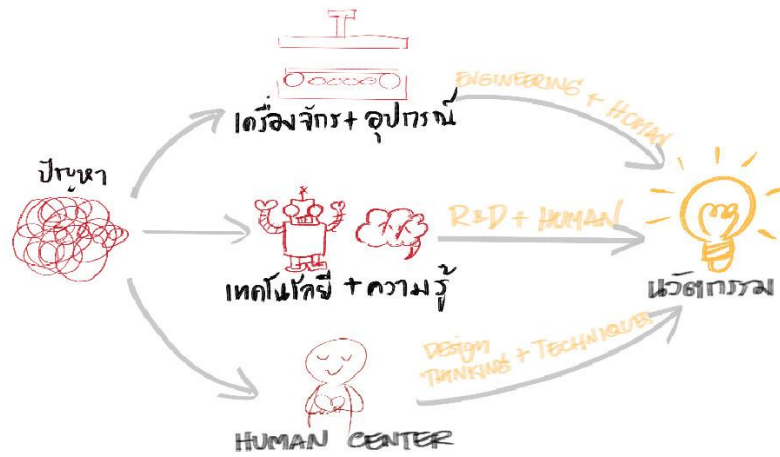 เครื่องจักร + อุปกรณ์
ENGINEERING + HUMAN
ปัญหา
เทคโนโลยี + ความรู้
R&D + HUMAN
นวัตกรรม
HUMAN CENTER
DESIGN
THINKING + TECHNIQUES